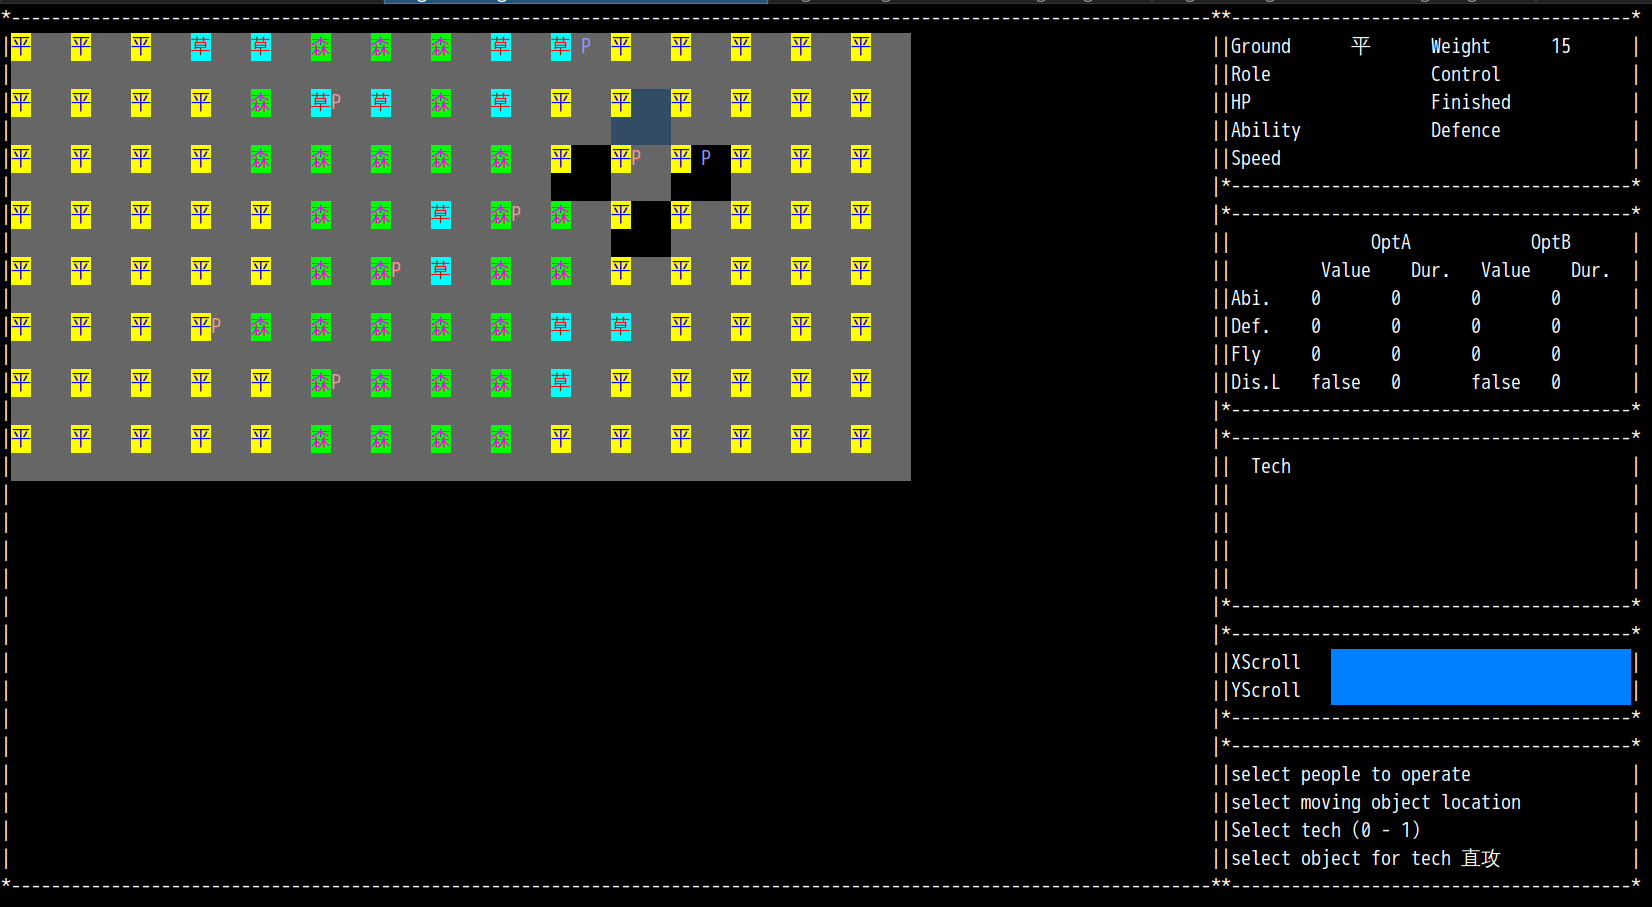 *------------------------------------------------------------------------------------------------------------------------**----------------------------------------*
|平 平 平 草 草 森 森 森 草 草 P 平 平 平 平 平 ||Ground 平 Weight 15 |
| ||Role Control |
|平 平 平 平 森 草P 草 森 草 平 平 平 平 平 平 ||HP Finished |
| ||Ability Defence |
|平 平 平 平 森 森 森 森 森 平 平P 平 P 平 平 平 ||Speed |
| |*----------------------------------------*
|平 平 平 平 平 森 森 草 森P 森 平 平 平 平 平 |*----------------------------------------*
| || OptA OptB |
|平 平 平 平 平 森 森P 草 森 森 平 平 平 平 平 || Value Dur. Value Dur. |
| ||Abi. 0 0 0 0 |
|平 平 平 平P 森 森 森 森 森 草 草 平 平 平 平 ||Def. 0 0 0 0 |
| ||Fly 0 0 0 0 |
|平 平 平 平 平 森P 森 森 森 草 平 平 平 平 平 ||Dis.L false 0 false 0 |
| |*----------------------------------------*
|平 平 平 平 平 森 森 森 森 平 平 平 平 平 平 |*----------------------------------------*
| || Tech |
| || |
| || |
| || |
| || |
| |*----------------------------------------*
| |*----------------------------------------*
| ||XScroll |
| ||YScroll |
| |*----------------------------------------*
| |*----------------------------------------*
| ||select people to operate |
| ||select moving object location |
| ||Select tech (0 - 1) |
| ||select object for tech 直攻 |
*------------------------------------------------------------------------------------------------------------------------**----------------------------------------*